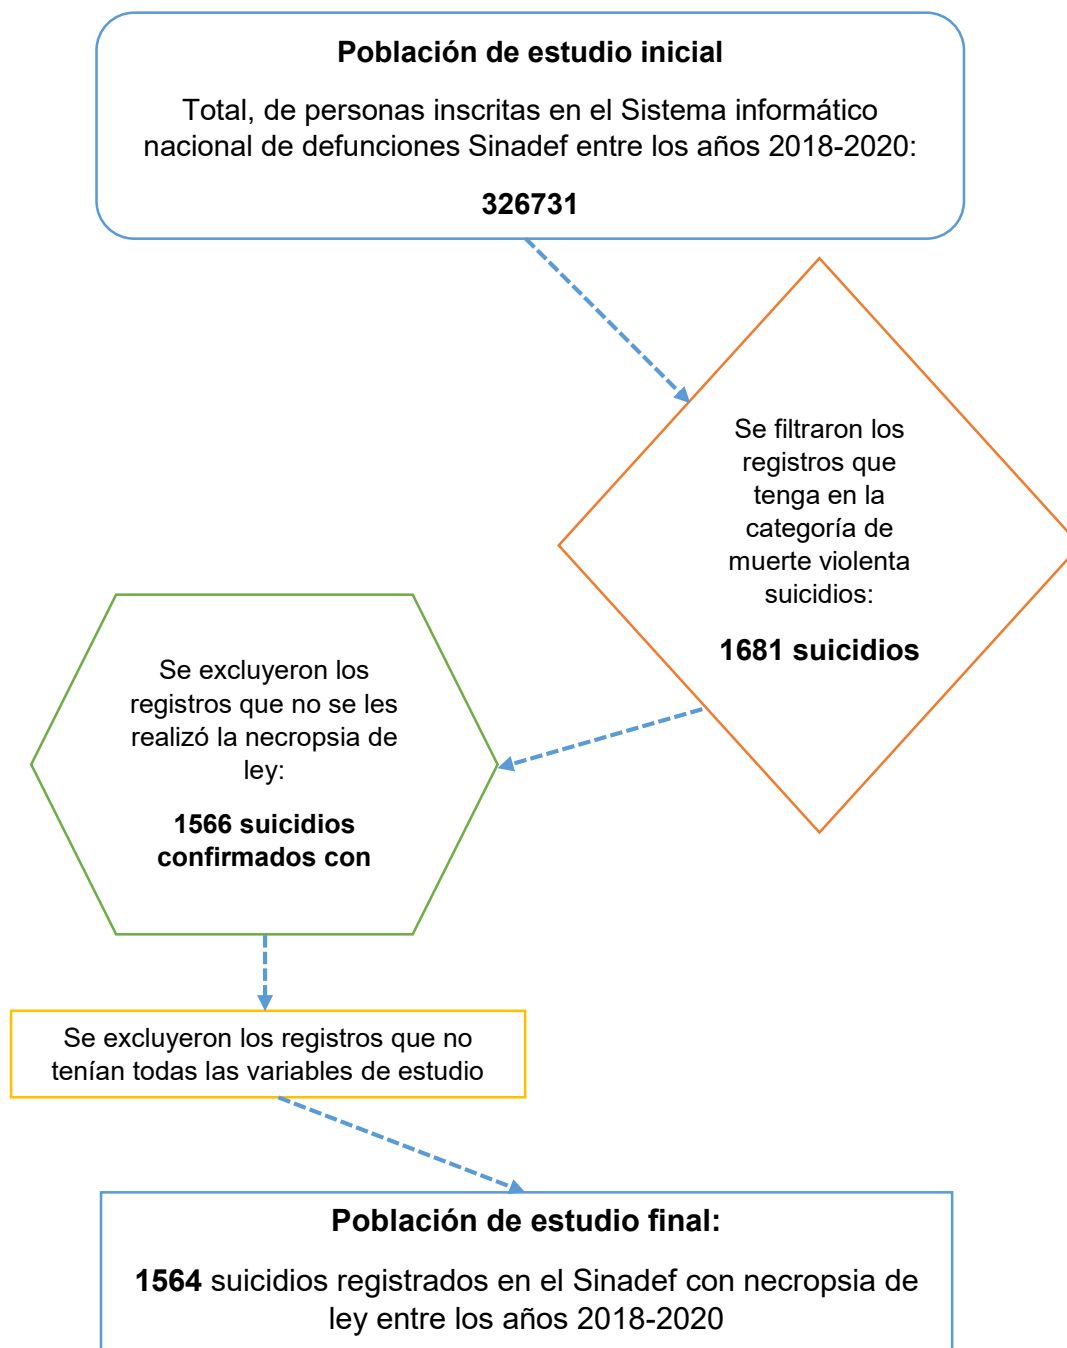 Población de estudio inicial
Total, de personas inscritas en el Sistema informático
nacional de defunciones Sinadef entre los años 2018-2020:
326731
Se filtraron los
registros que
tenga en la
categoría de
muerte violenta
suicidios:
1681 suicidios
Se excluyeron los
registros que no se les
realizó la necropsia de
ley:
1566 suicidios
confirmados con
Se excluyeron los registros que no
tenían todas las variables de estudio
Población de estudio final:
1564 suicidios registrados en el Sinadef con necropsia de
ley entre los años 2018-2020